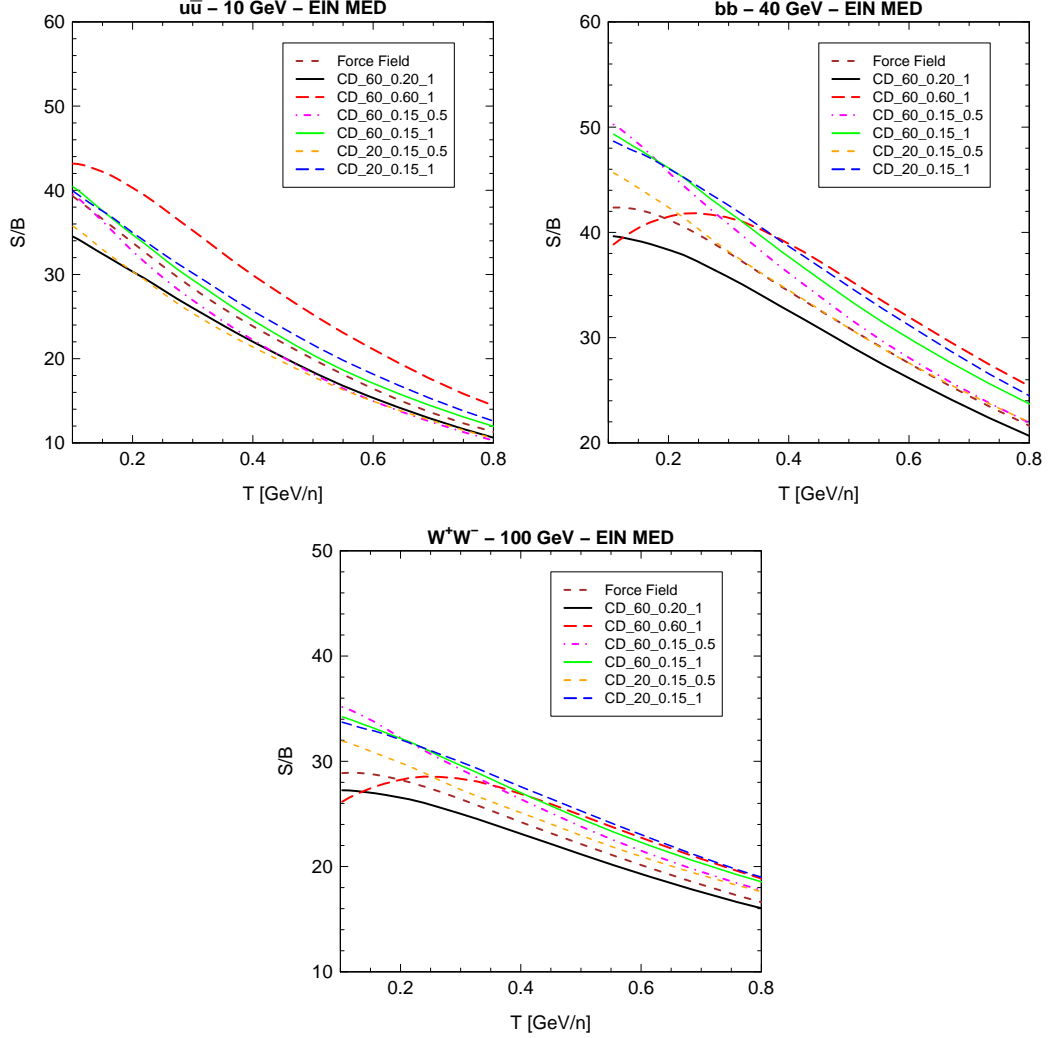 uū – 10 GeV – EIN MED
60
50
40
30
20
10
S/B
Force Field
CD_60_0.20_1
CD_60_0.60_1
CD_60_0.15_0.5
CD_60_0.15_1
CD_20_0.15_0.5
CD_20_0.15_1
0.2 0.4 0.6 0.8
T [GeV/n]
bb – 40 GeV – EIN MED
60
50
40
30
20
S/B
Force Field
CD_60_0.20_1
CD_60_0.60_1
CD_60_0.15_0.5
CD_60_0.15_1
CD_20_0.15_0.5
CD_20_0.15_1
0.2 0.4 0.6 0.8
T [GeV/n]
W⁺W⁻ – 100 GeV – EIN MED
50
40
30
20
10
S/B
Force Field
CD_60_0.20_1
CD_60_0.60_1
CD_60_0.15_0.5
CD_60_0.15_1
CD_20_0.15_0.5
CD_20_0.15_1
0.2 0.4 0.6 0.8
T [GeV/n]